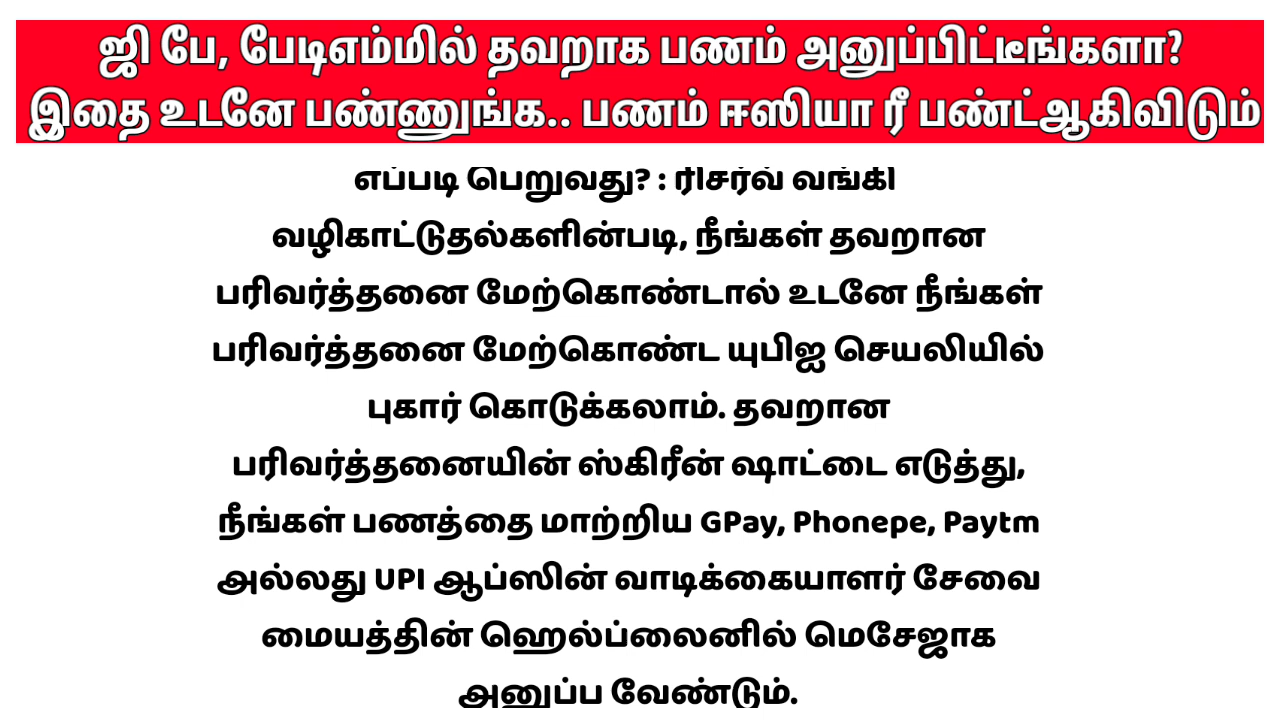 ஜி பே, பேடிஎம்மில் தவறாக பணம் அனுப்பிட்டீங்களா?
இதை உடனே பண்ணுங்க.. பணம் ஈஸியா ரீ பண்ட்ஆகிவிடும்
எப்படி பெறுவது? : ரிசர்வ் வங்கி
வழிகாட்டுதல்களின்படி, நீங்கள் தவறான
பரிவர்த்தனை மேற்கொண்டால் உடனே நீங்கள்
பரிவர்த்தனை மேற்கொண்ட யுபிஐ செயலியில்
புகார் கொடுக்கலாம். தவறான
பரிவர்த்தனையின் ஸ்கிரீன் ஷாட்டை எடுத்து,
நீங்கள் பணத்தை மாற்றிய GPay, Phonepe, Paytm
அல்லது UPI ஆப்ஸின் வாடிக்கையாளர் சேவை
மையத்தின் ஹெல்ப்லைனில் மெசேஜாக
அனுப்ப வேண்டும்.